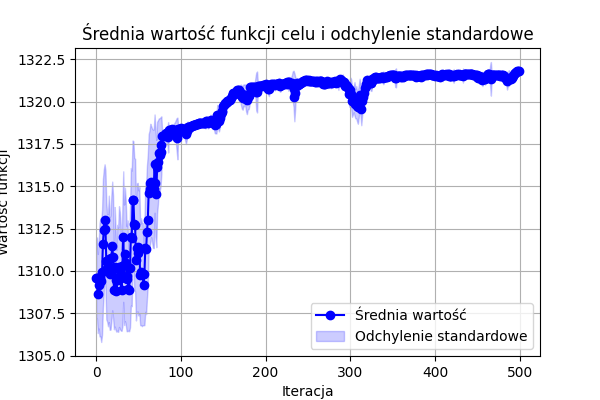 Średnia wartość funkcji celu i odchylenie standardowe
1322.5
1320.0
1317.5
1315.0
1312.5
1310.0
1307.5
1305.0
Wartość funkcji
0
100
200
300
400
500
Iteracja
Średnia wartość
Odchylenie standardowe